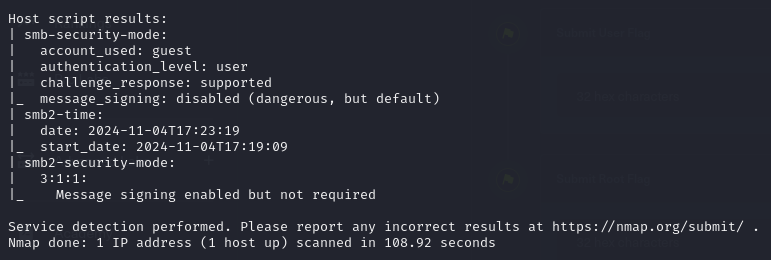 Host script results:
| smb-security-mode:
|   account_used: guest
|   authentication_level: user
|   challenge_response: supported
|_  message_signing: disabled (dangerous, but default)
| smb2-time:
|   date: 2024-11-04T17:23:19
|_  start_date: 2024-11-04T17:19:09
| smb2-security-mode:
|   3:1:1:
|_    Message signing enabled but not required

Service detection performed. Please report any incorrect results at https://nmap.org/submit/ .
Nmap done: 1 IP address (1 host up) scanned in 108.92 seconds